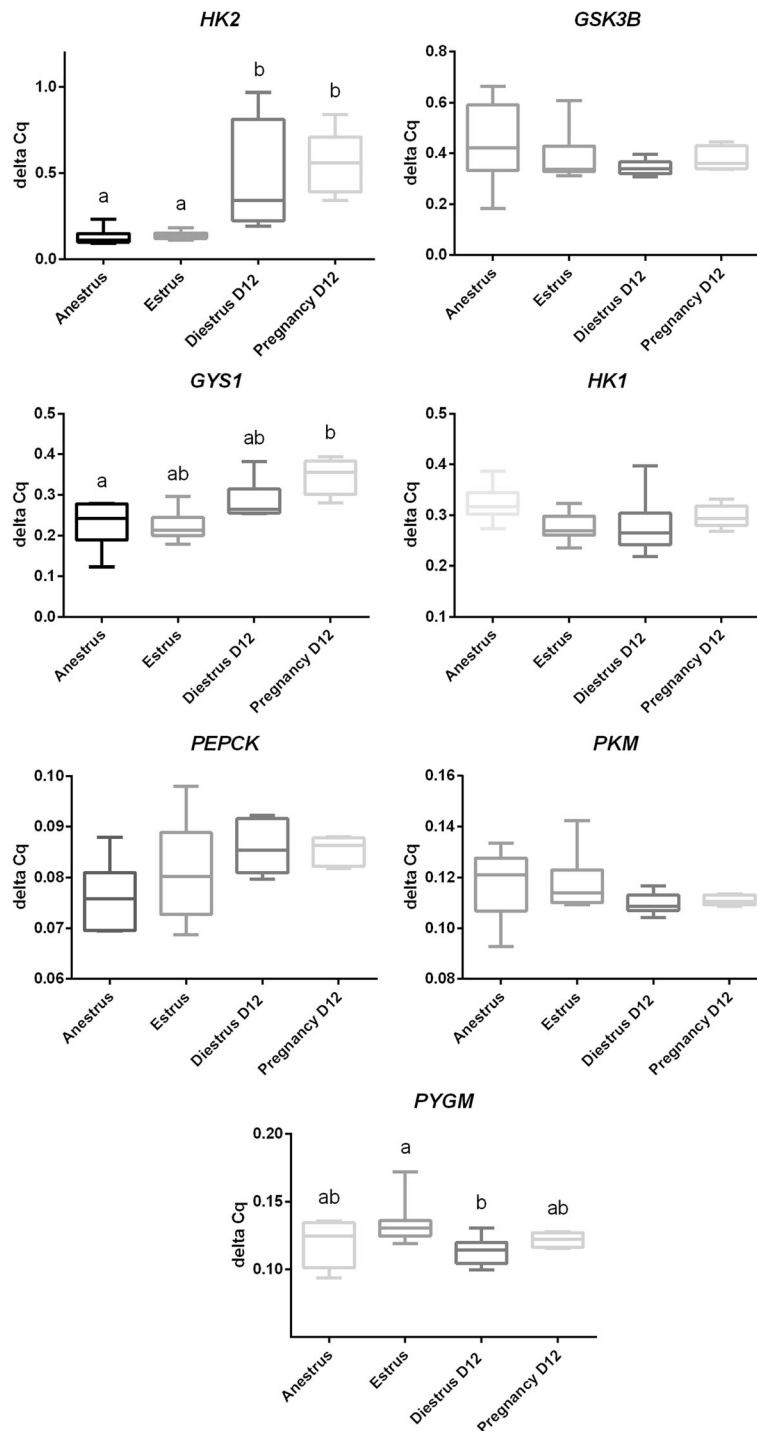 HK2
delta Cq
1.0
0.5
0.0
a
a
b
b
Anestrus
Estrus
Diestrus D12
Pregnancy D12
GSK3B
delta Cq
0.8
0.6
0.4
0.2
0.0
Anestrus
Estrus
Diestrus D12
Pregnancy D12
GYS1
delta Cq
0.5
0.4
0.3
0.2
0.1
0.0
a
ab
ab
b
Anestrus
Estrus
Diestrus D12
Pregnancy D12
HK1
delta Cq
0.5
0.4
0.3
0.2
0.1
Anestrus
Estrus
Diestrus D12
Pregnancy D12
PEPCK
delta Cq
0.10
0.09
0.08
0.07
0.06
Anestrus
Estrus
Diestrus D12
Pregnancy D12
PKM
delta Cq
0.16
0.14
0.12
0.10
0.08
Anestrus
Estrus
Diestrus D12
Pregnancy D12
PYGM
delta Cq
0.20
0.15
0.10
ab
a
b
ab
Anestrus
Estrus
Diestrus D12
Pregnancy D12